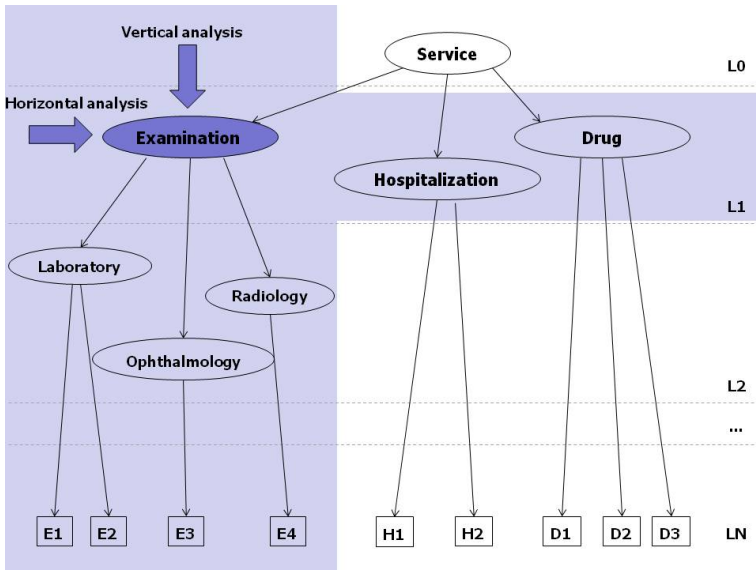 Vertical analysis
Service
L0
Horizontal analysis
Examination
Drug
Hospitalization
L1
Laboratory
Radiology
Ophthalmology
L2
...
E1 E2 E3 E4 H1 H2 D1 D2 D3 LN